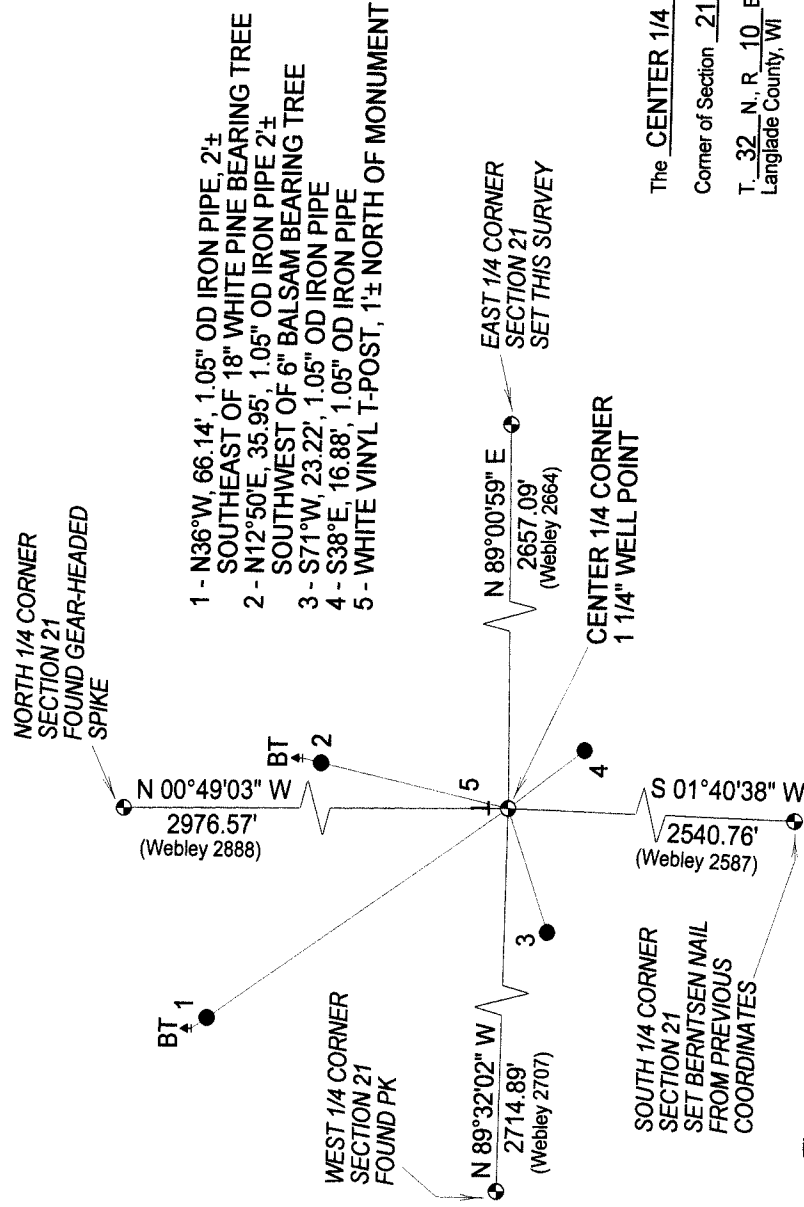 NORTH 1/4 CORNER
SECTION 21
FOUND GEAR-HEADED
SPIKE
1 - N36°W, 66.14', 1.05" OD IRON PIPE, 2'±
SOUTHEAST OF 18" WHITE PINE BEARING TREE
2 - N12°50'E, 35.95', 1.05" OD IRON PIPE 2'±
SOUTHWEST OF 6" BALSAM BEARING TREE
3 - S71°W, 23.22', 1.05" OD IRON PIPE
4 - S38°E, 16.88', 1.05" OD IRON PIPE
5 - WHITE VINYL T-POST, 1'± NORTH OF MONUMENT
BT
1
BT
2
N 00°49'03" W
2976.57'
(Webley 2888)
WEST 1/4 CORNER
SECTION 21
FOUND PK
N 89°32'02" W
2714.89'
(Webley 2707)
5
3
4
N 89°00'59" E
2657.09'
(Webley 2664)
EAST 1/4 CORNER
SECTION 21
SET THIS SURVEY
CENTER 1/4 CORNER
1 1/4" WELL POINT
S 01°40'38" W
2540.76'
(Webley 2587)
SOUTH 1/4 CORNER
SECTION 21
SET BERNTSEN NAIL
FROM PREVIOUS
COORDINATES
The CENTER 1/4
Corner of Section 21
T. 32 N., R. 10 E
Langlade County, WI